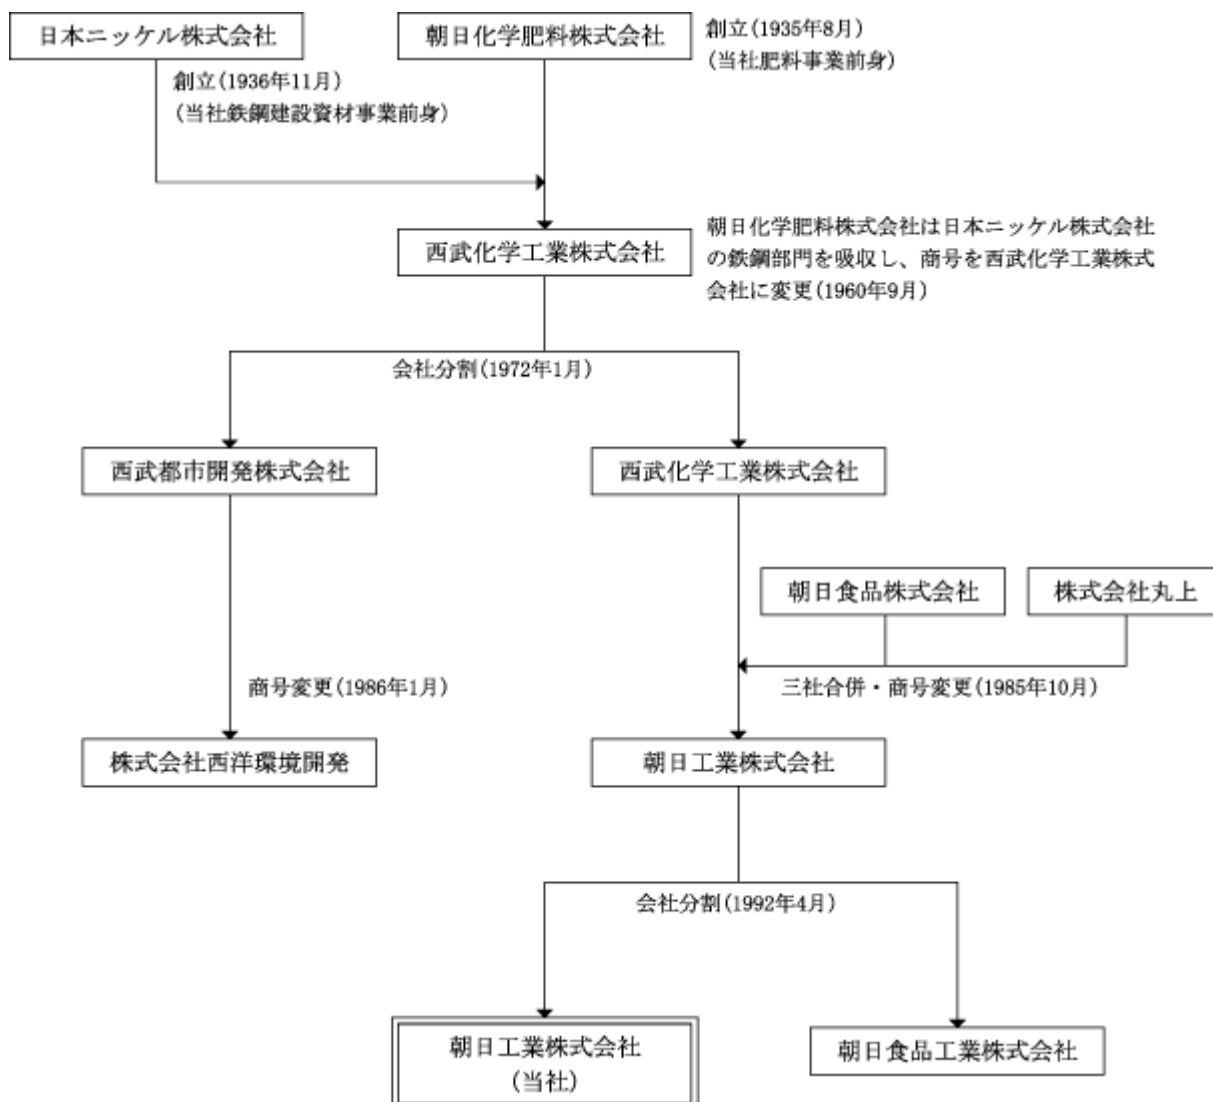 日本ニッケル株式会社
朝日化学肥料株式会社
創立(1935年8月)
(当社肥料事業前身)
創立(1936年11月)
(当社鉄鋼建設資材事業前身)
西武化学工業株式会社
朝日化学肥料株式会社は日本ニッケル株式会社
の鉄鋼部門を吸収し、商号を西武化学工業株式
会社に変更(1960年9月)
会社分割(1972年1月)
西武都市開発株式会社
西武化学工業株式会社
朝日食品株式会社
株式会社丸上
商号変更(1986年1月)
三社合併・商号変更(1985年10月)
株式会社西洋環境開発
朝日工業株式会社
会社分割(1992年4月)
朝日工業株式会社
(当社)
朝日食品工業株式会社